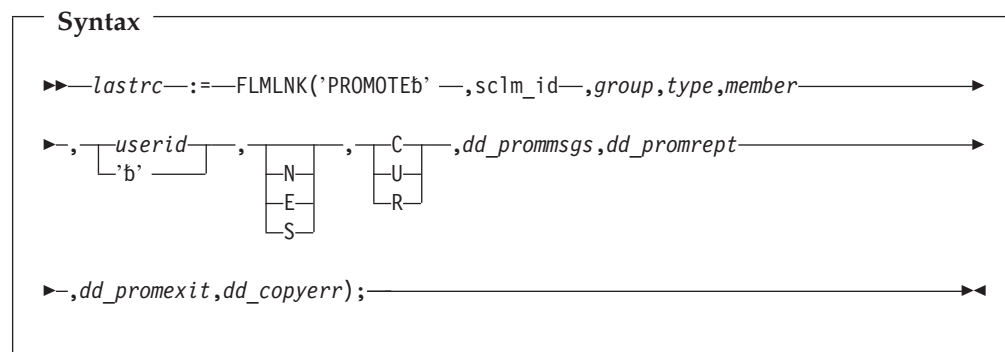 Syntax
►►─lastrc─:=─FLMLNK('PROMOTEƀ' ─,sclm_id─,group,type,member─►
►─,─userid─,─ ─,─C─,dd_prommsgs,dd_promrept─►
'ƀ' N U
E R
S
►─,dd_promexit,dd_copyerr);─►◄